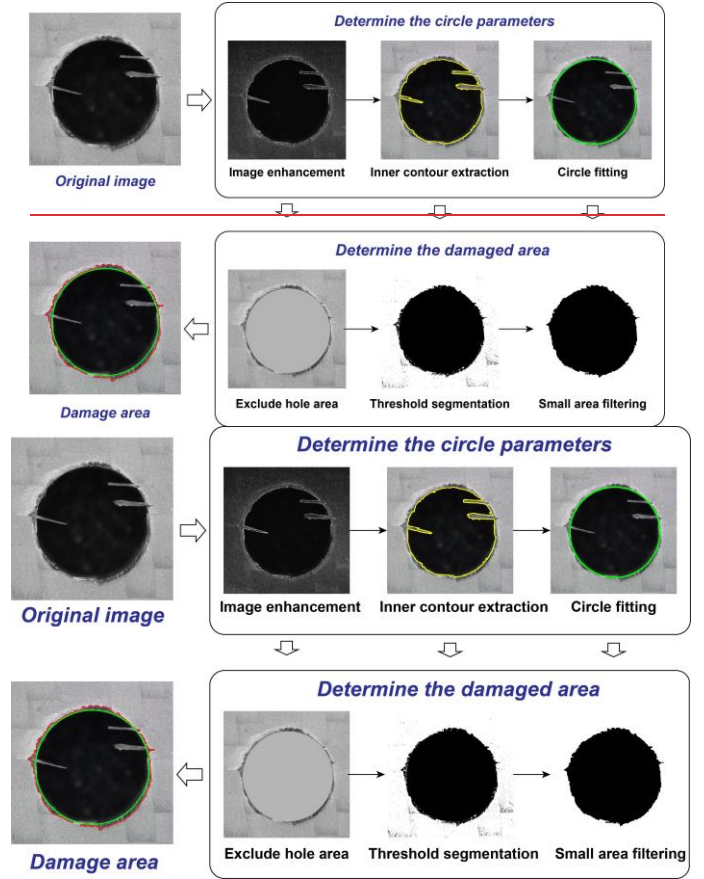 Determine the circle parameters
Image enhancement
Inner contour extraction
Circle fitting
Original image
Determine the damaged area
Exclude hole area
Threshold segmentation
Small area filtering
Damage area
Determine the circle parameters
Image enhancement
Inner contour extraction
Circle fitting
Original image
Determine the damaged area
Exclude hole area
Threshold segmentation
Small area filtering
Damage area